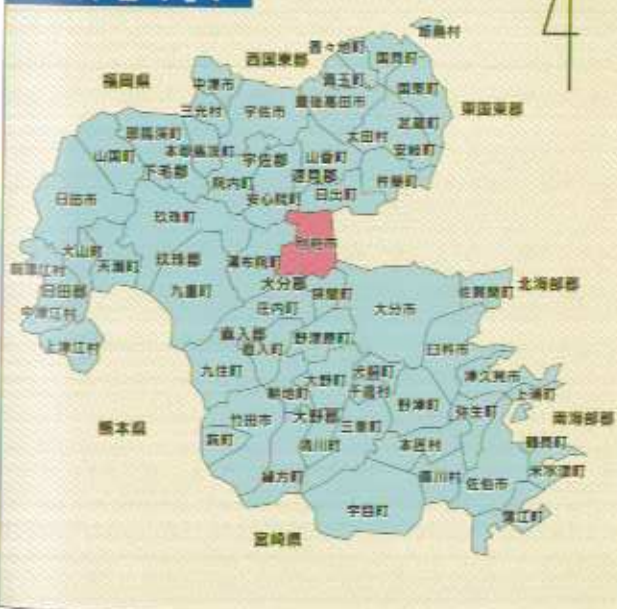 姫島村
西国東郡
香々地町
国見町
福岡県
中津市
真玉町
国東町
三光村
宇佐市
豊後高田市
東国東郡
武蔵町
大田村
耶馬溪町
本耶馬渓町
安岐町
山国町
宇佐郡
山香町
下毛郡
速見郡
院内町
杵築市
日出町
安心院町
日田市
玖珠町
別府市
大山町
玖珠郡
湯布院町
天瀬町
前津江村
大分郡
日田郡
九重町
挾間町
佐賀関町
北海部郡
庄内町
大分市
中津江村
直入郡
野津原町
直入町
上津江村
臼杵市
九住町
大野町
犬飼町
津久見市
千歳村
朝地町
上浦町
野津町
弥生町
竹田市
大野郡
熊本県
三重町
南海部郡
荻町
清川町
本匠村
鶴見町
米水津町
緒方町
直川村
佐伯市
宇目町
蒲江町
宮崎県